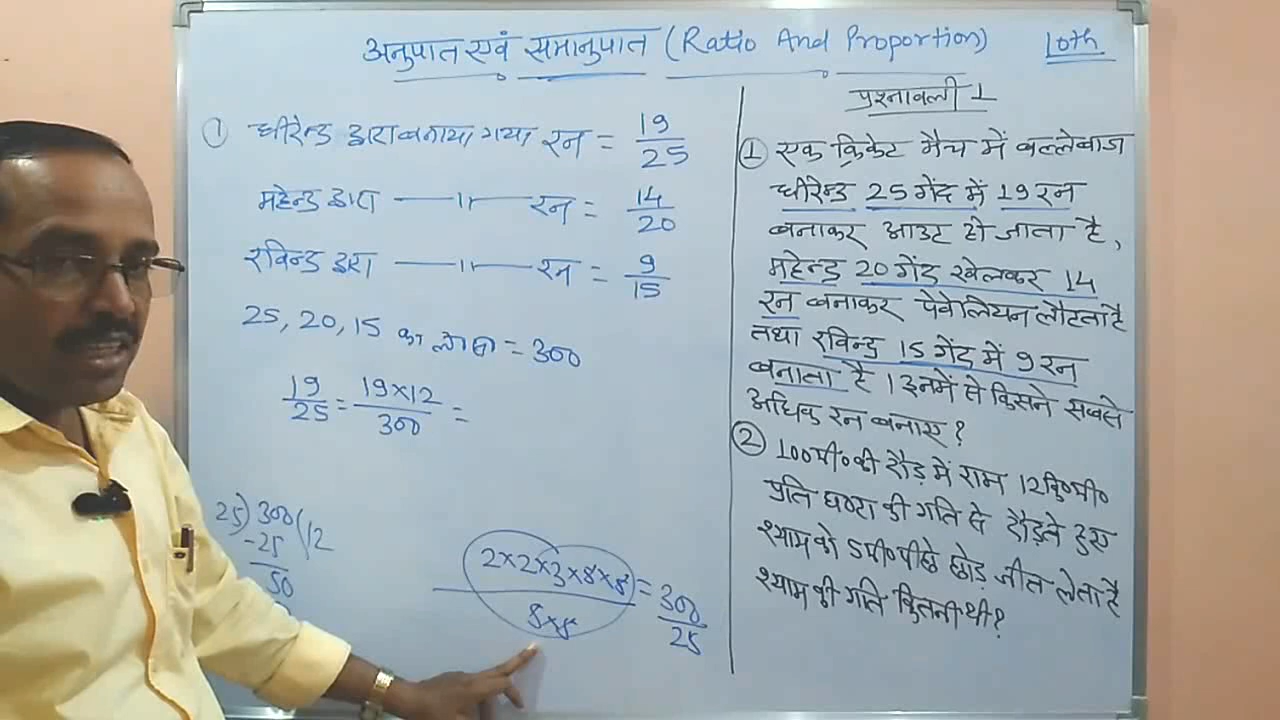 अनुपात एवं समानुपात (Ratio And Proportion) 10th
① धीरेन्द्र द्वारा बनाया गया रन = 19/25
महेन्द्र द्वारा —〃— रन = 14/20
रविन्द्र द्वारा —〃— रन = 9/15
25, 20, 15 का ल०स० = 300
19/25 = 19×12/300 =
25) 300 (12
-25
50
2×2×3×5×5 / 5×5 = 300/25
प्रश्नावली 1
① एक क्रिकेट मैच में बल्लेबाज
धीरेन्द्र 25 गेंद में 19 रन
बनाकर आउट हो जाता है,
महेन्द्र 20 गेंद खेलकर 14
रन बनाकर पेवेलियन लौटता है
तथा रविन्द्र 15 गेंद में 9 रन
बनाता है । इनमें से किसने सबसे
अधिक रन बनाए ?
② 100मी० की दौड़ में राम 12कि०मी०
प्रति घण्टा की गति से दौड़ते हुए
श्याम को 5मी० पीछे छोड़ जीत लेता है
श्याम की गति कितनी थी ?